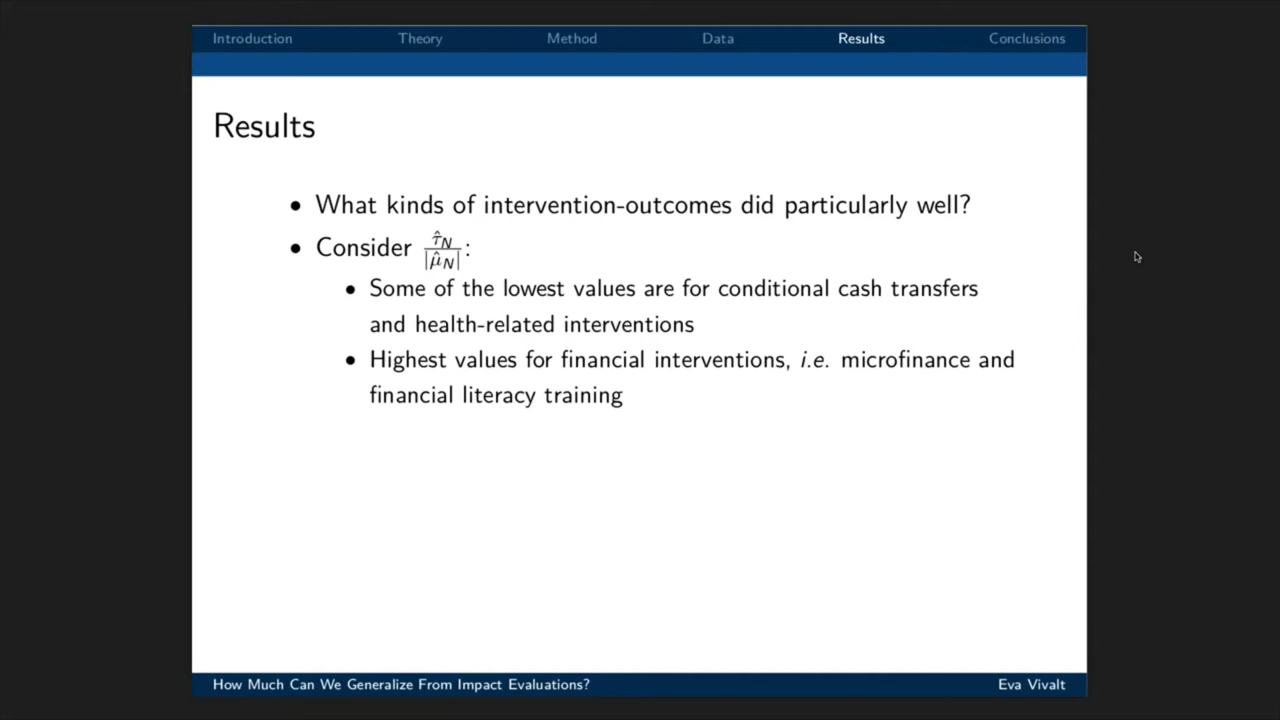 Introduction Theory Method Data Results Conclusions
Results
• What kinds of intervention-outcomes did particularly well?
• Consider τ̂_N/|μ̂_N|:
• Some of the lowest values are for conditional cash transfers
and health-related interventions
• Highest values for financial interventions, i.e. microfinance and
financial literacy training
How Much Can We Generalize From Impact Evaluations? Eva Vivalt